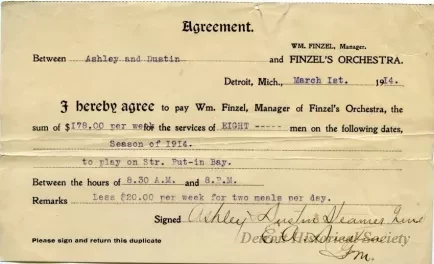 Agreement.
WM. FINZEL, Manager.
Between Ashley and Dustin and FINZEL'S ORCHESTRA.
Detroit, Mich., March 1st. 1914.
I hereby agree to pay Wm. Finzel, Manager of Finzel's Orchestra, the
sum of $178.00 per week for the services of EIGHT ----- men on the following dates,
Season of 1914.
to play on Str. Put-in Bay.
Between the hours of 8.30 A.M. and 8.P.M.
Remarks Less $20.00 per week for two meals per day.
Signed Ashley & Dustin Steamer Line
Detroit Historical Society
Please sign and return this duplicate
G.M.